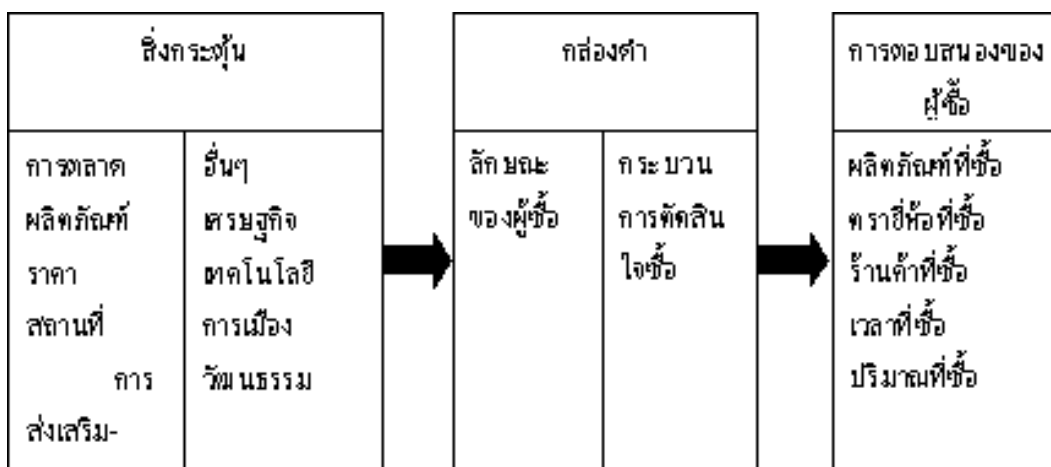 สิ่งกระตุ้น
การตลาด
ผลิตภัณฑ์
ราคา
สถานที่
การ
ส่งเสริม-
อื่นๆ
เศรษฐกิจ
เทคโนโลยี
การเมือง
วัฒนธรรม
กล่องดำ
ลักษณะ
ของผู้ซื้อ
กระบวน
การตัดสิน
ใจซื้อ
การตอบสนองของ
ผู้ซื้อ
ผลิตภัณฑ์ที่ซื้อ
ตรายี่ห้อที่ซื้อ
ร้านค้าที่ซื้อ
เวลาที่ซื้อ
ปริมาณที่ซื้อ